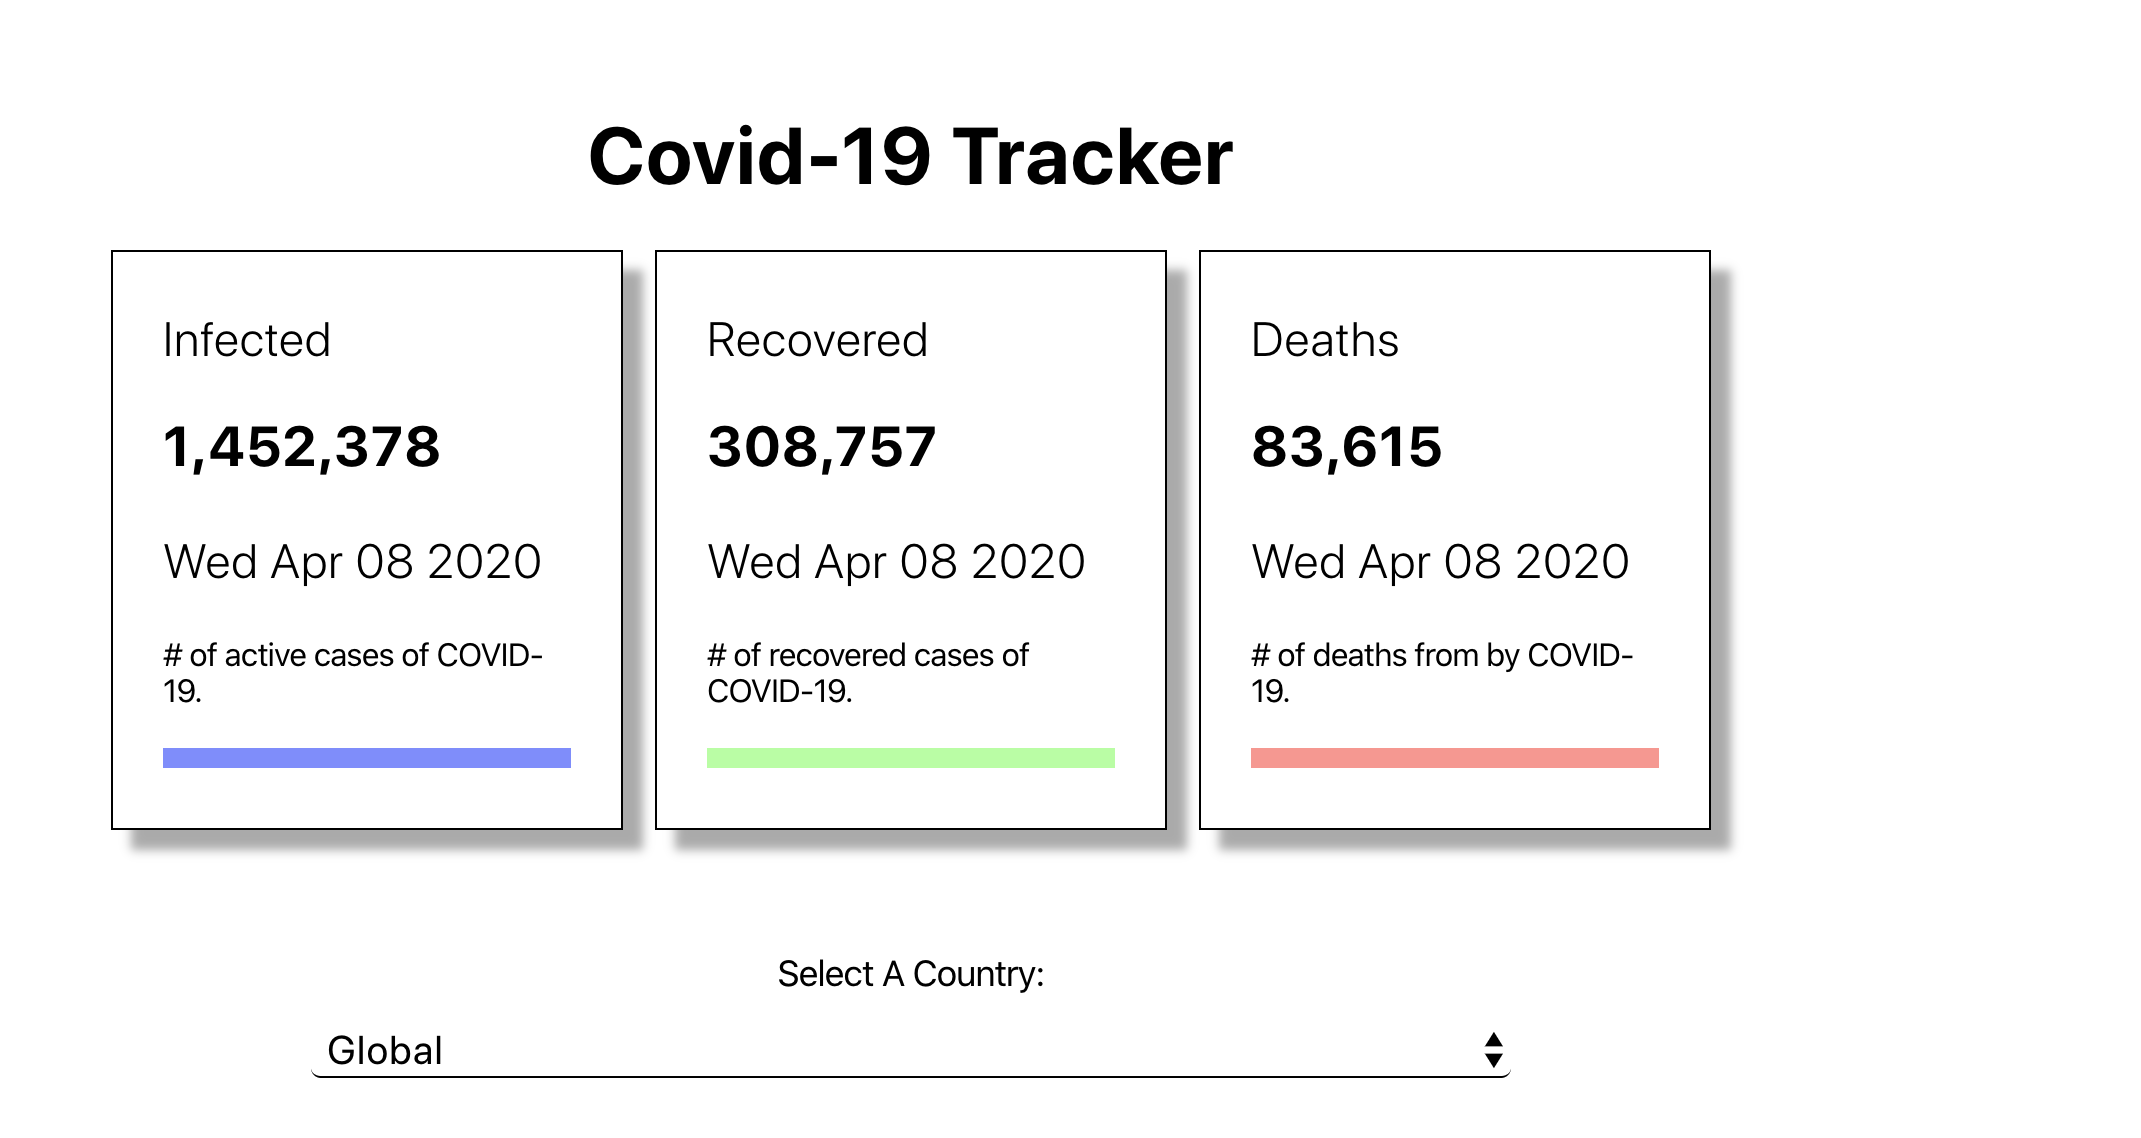 Covid-19 Tracker
Infected
1,452,378
Wed Apr 08 2020
# of active cases of COVID-
19.
Recovered
308,757
Wed Apr 08 2020
# of recovered cases of
COVID-19.
Deaths
83,615
Wed Apr 08 2020
# of deaths from by COVID-
19.
Select A Country:
Global